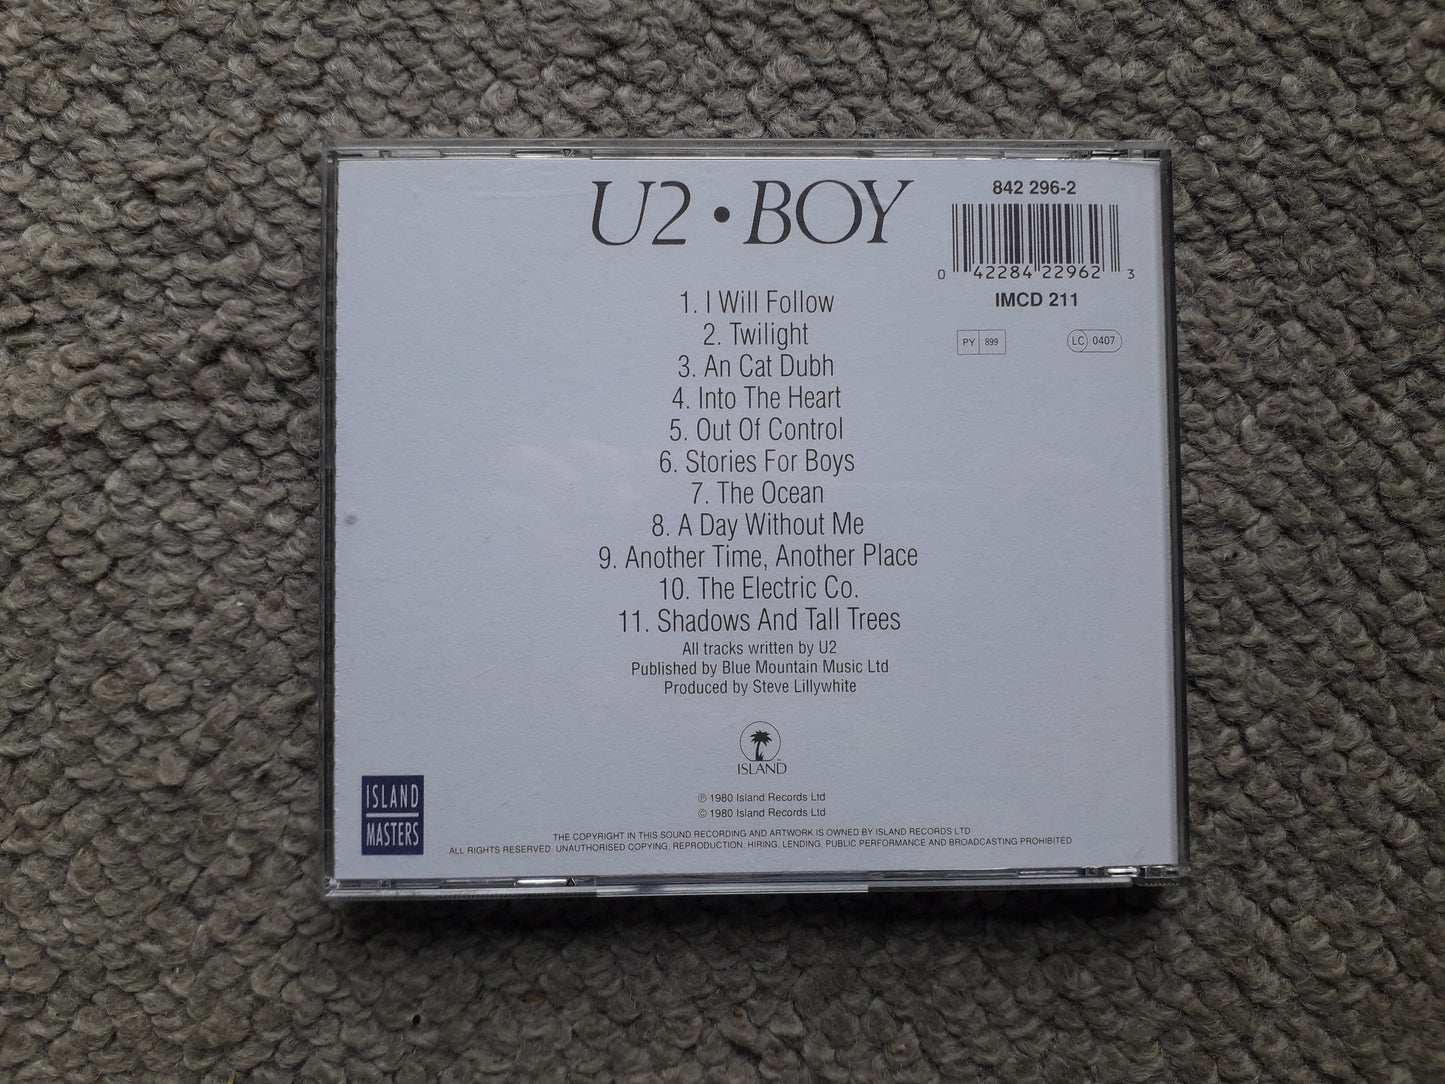 U2 • BOY
842 296-2
0 42284 22962 3
IMCD 211
PY 899
LC 0407
1. I Will Follow
2. Twilight
3. An Cat Dubh
4. Into The Heart
5. Out Of Control
6. Stories For Boys
7. The Ocean
8. A Day Without Me
9. Another Time, Another Place
10. The Electric Co.
11. Shadows And Tall Trees
All tracks written by U2
Published by Blue Mountain Music Ltd
Produced by Steve Lillywhite
ISLAND
℗ 1980 Island Records Ltd
© 1980 Island Records Ltd
THE COPYRIGHT IN THIS SOUND RECORDING AND ARTWORK IS OWNED BY ISLAND RECORDS LTD
ALL RIGHTS RESERVED. UNAUTHORISED COPYING, REPRODUCTION, HIRING, LENDING, PUBLIC PERFORMANCE AND BROADCASTING PROHIBITED
ISLAND
MASTERS